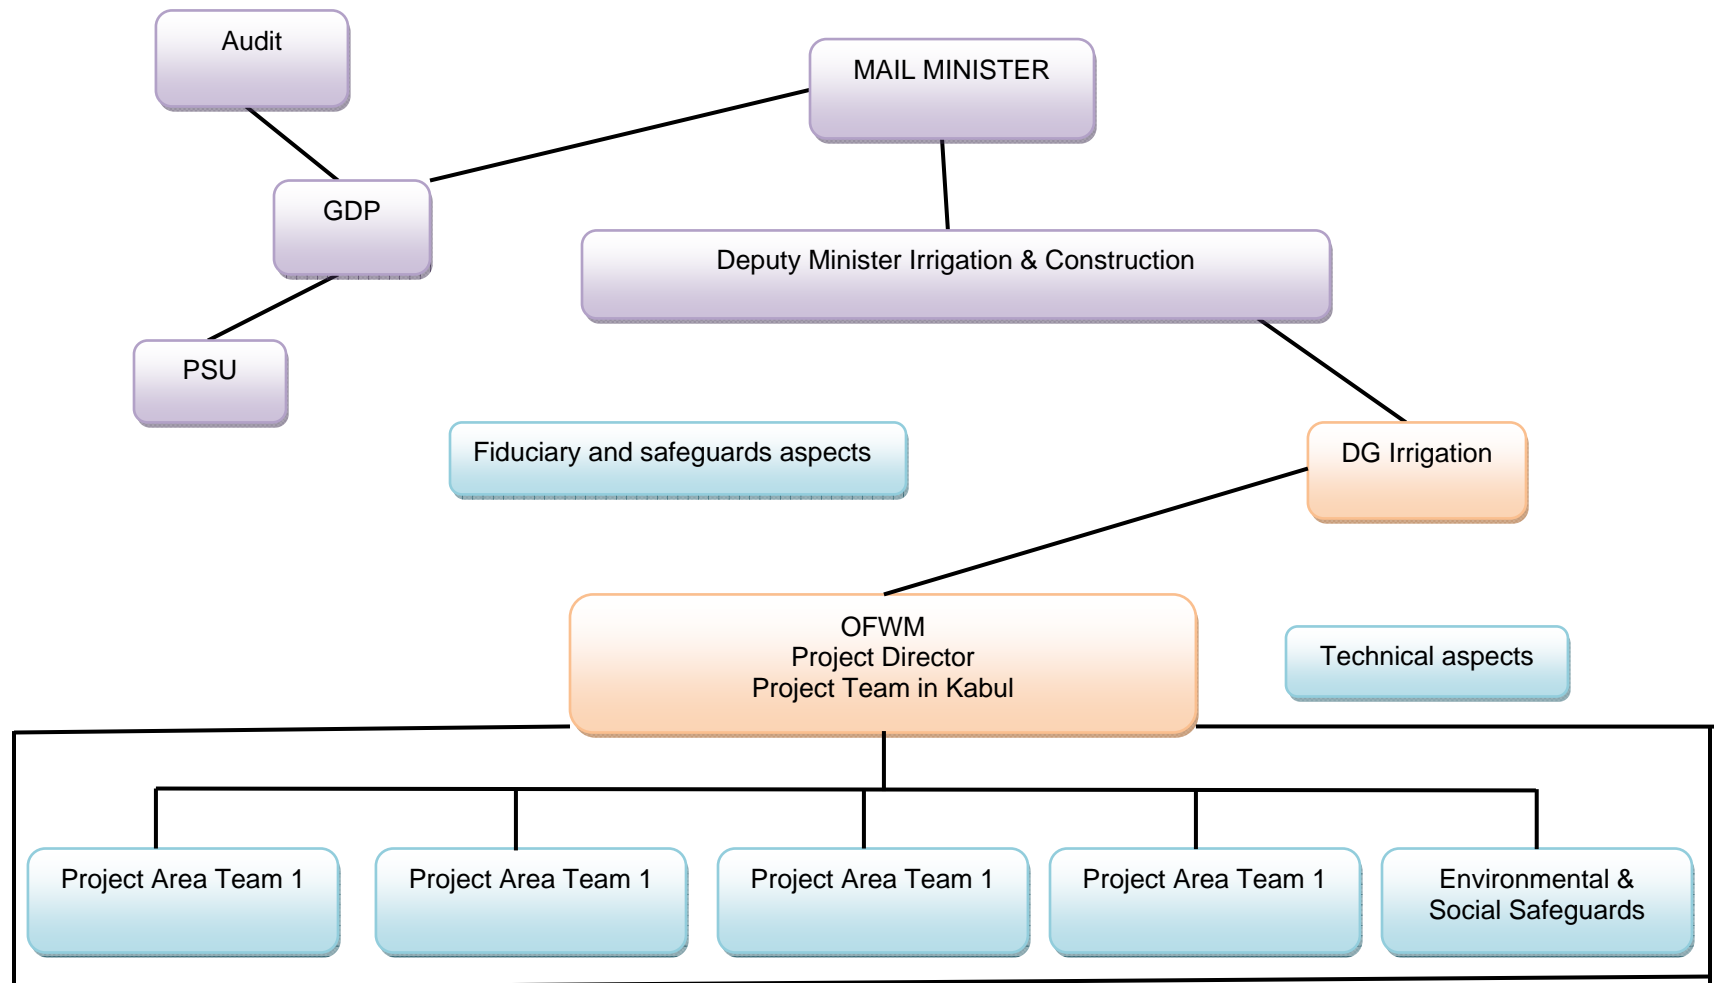 Audit
MAIL MINISTER
GDP
Deputy Minister Irrigation & Construction
PSU
Fiduciary and safeguards aspects
DG Irrigation
OFWM
Project Director
Project Team in Kabul
Technical aspects
Project Area Team 1
Project Area Team 1
Project Area Team 1
Project Area Team 1
Environmental &
Social Safeguards